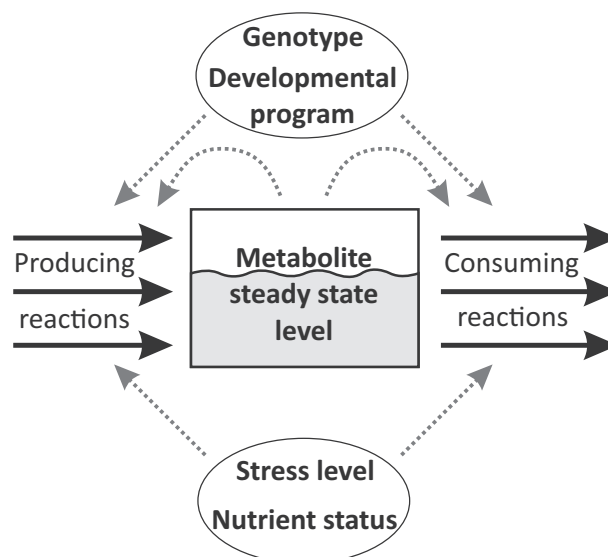 Genotype
Developmental
program
Producing
reactions
Metabolite
steady state
level
Consuming
reactions
Stress level
Nutrient status